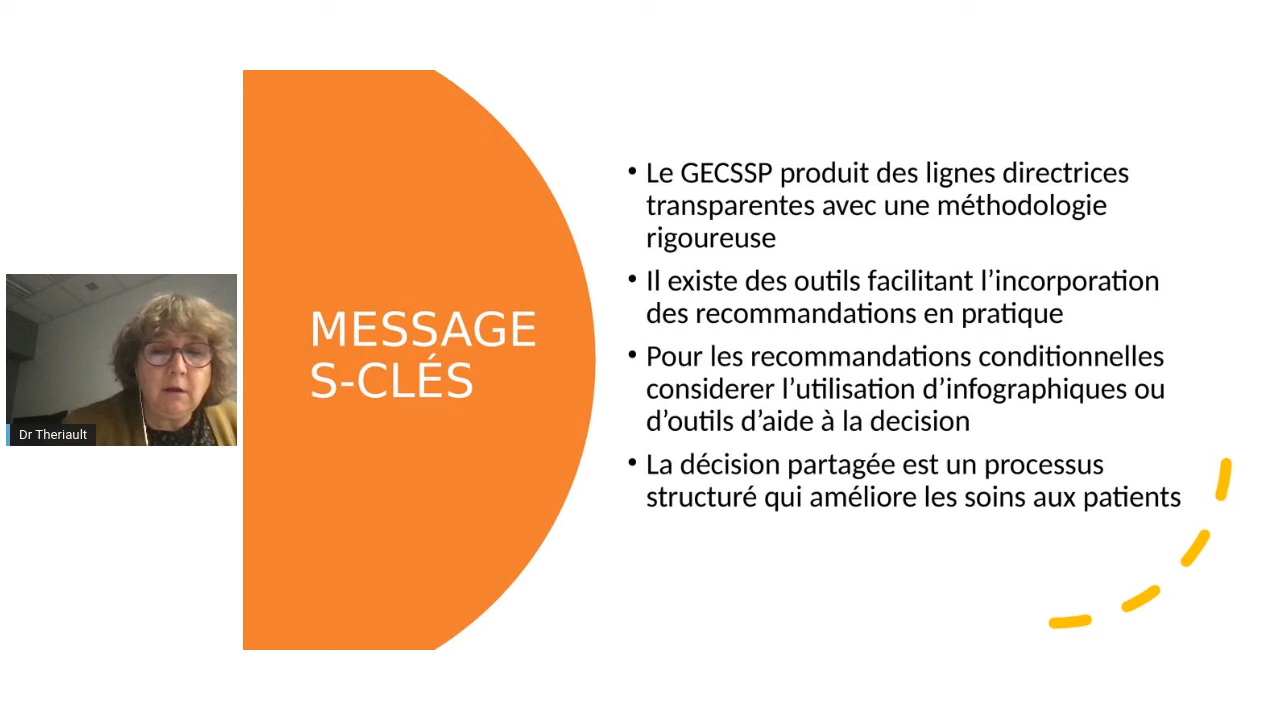 Dr Theriault
MESSAGE
S-CLÉS
• Le GECSSP produit des lignes directrices
transparentes avec une méthodologie
rigoureuse
• Il existe des outils facilitant l’incorporation
des recommandations en pratique
• Pour les recommandations conditionnelles
considerer l’utilisation d’infographiques ou
d’outils d’aide à la decision
• La décision partagée est un processus
structuré qui améliore les soins aux patients